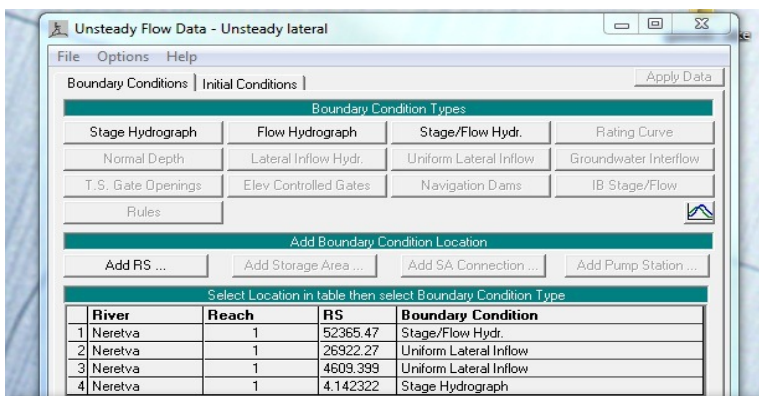 Unsteady Flow Data - Unsteady lateral
File Options Help
Boundary Conditions Initial Conditions Apply Data
Boundary Condition Types
Stage Hydrograph Flow Hydrograph Stage/Flow Hydr. Rating Curve
Normal Depth Lateral Inflow Hydr. Uniform Lateral Inflow Groundwater Interflow
T.S. Gate Openings Elev Controlled Gates Navigation Dams IB Stage/Flow
Rules
Add Boundary Condition Location
Add RS ... Add Storage Area ... Add SA Connection ... Add Pump Station ...
Select Location in table then select Boundary Condition Type
River Reach RS Boundary Condition
1 Neretva 1 52365.47 Stage/Flow Hydr.
2 Neretva 1 26922.27 Uniform Lateral Inflow
3 Neretva 1 4609.399 Uniform Lateral Inflow
4 Neretva 1 4.142322 Stage Hydrograph